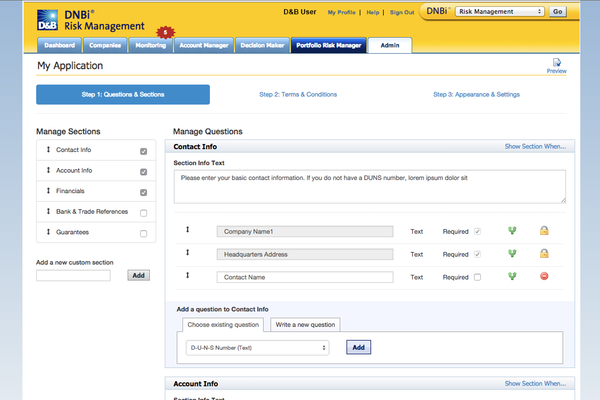 D&B
DNBi®
Risk Management
D&B User
My Profile | Help | Sign Out
DNBi®
Risk Management
Go
6
Dashboard
Companies
Monitoring
Account Manager
Decision Maker
Portfolio Risk Manager
Admin
My Application
Preview
Step 1: Questions & Sections
Step 2: Terms & Conditions
Step 3: Appearance & Settings
Manage Sections
Contact Info
Account Info
Financials
Bank & Trade References
Guarantees
Add a new custom section
Add
Manage Questions
Contact Info
Show Section When...
Section Info Text
Please enter your basic contact information. If you do not have a DUNS number, lorem ipsum dolor sit
Company Name1 Text Required
Headquarters Address Text Required
Contact Name Text Required
Add a question to Contact Info
Choose existing question
Write a new question
D-U-N-S Number (Text)
Add
Account Info
Show Section When...
Section Info Text